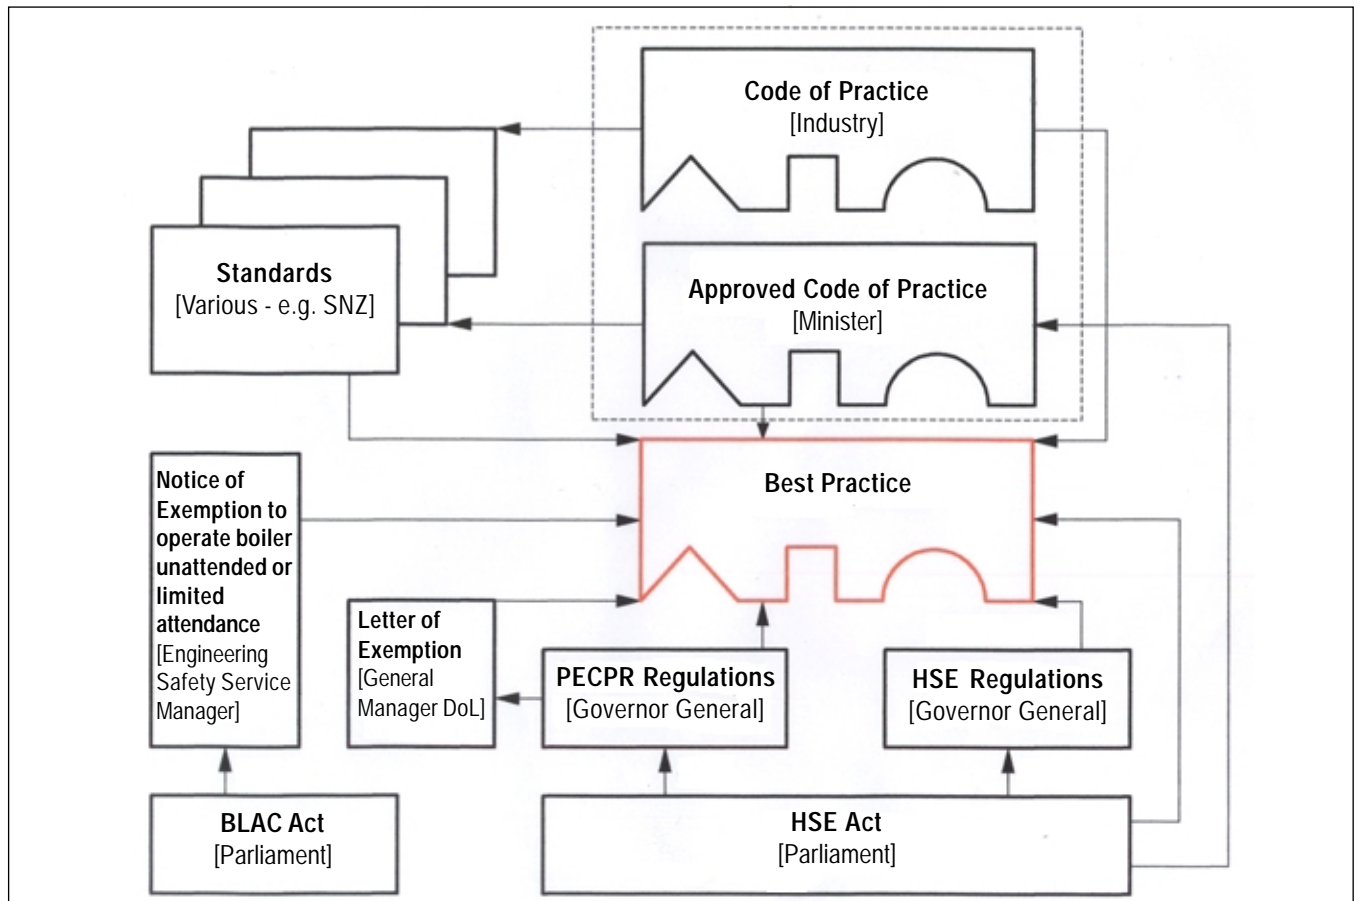 Code of Practice
[Industry]
Standards
[Various - e.g. SNZ]
Approved Code of Practice
[Minister]
Best Practice
Notice of
Exemption to
operate boiler
unattended or
limited
attendance
[Engineering
Safety Service
Manager]
Letter of
Exemption
[General
Manager DoL]
PECPR Regulations
[Governor General]
HSE Regulations
[Governor General]
BLAC Act
[Parliament]
HSE Act
[Parliament]